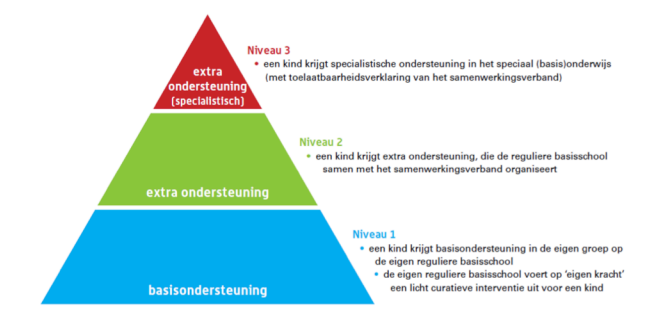 Niveau 3
• een kind krijgt specialistische ondersteuning in het speciaal (basis)onderwijs
(met toelaatbaarheidsverklaring van het samenwerkingsverband)
extra
ondersteuning
(specialistisch)
Niveau 2
• een kind krijgt extra ondersteuning, die de reguliere basisschool
samen met het samenwerkingsverband organiseert
extra ondersteuning
Niveau 1
• een kind krijgt basisondersteuning in de eigen groep op
de eigen reguliere basisschool
• de eigen reguliere basisschool voert op ‘eigen kracht’
een licht curatieve interventie uit voor een kind
basisondersteuning